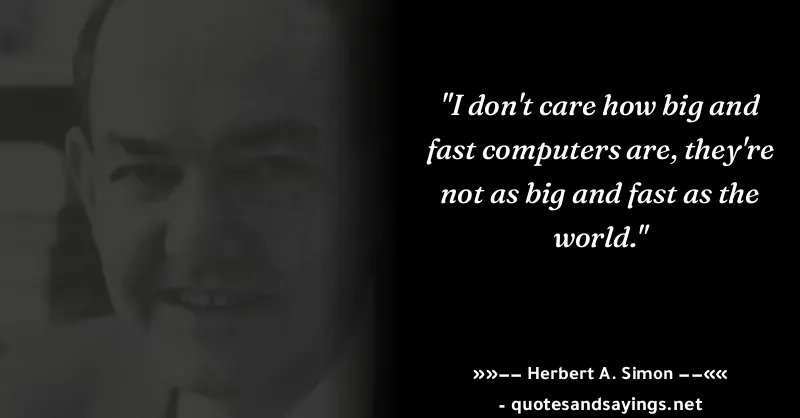 "I don't care how big and
fast computers are, they're
not as big and fast as the
world."
»»−− Herbert A. Simon −−««
- quotesandsayings.net